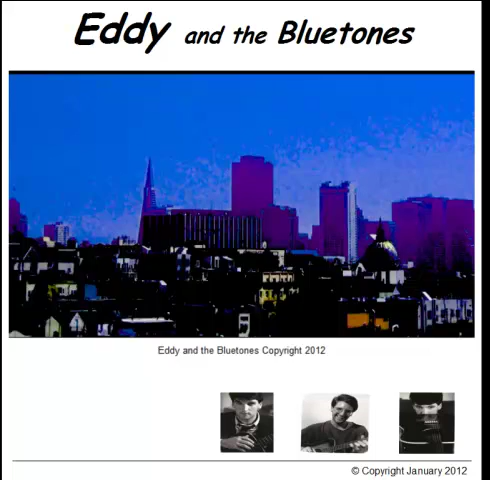 Eddy and the Bluetones
Eddy and the Bluetones Copyright 2012
© Copyright January 2012